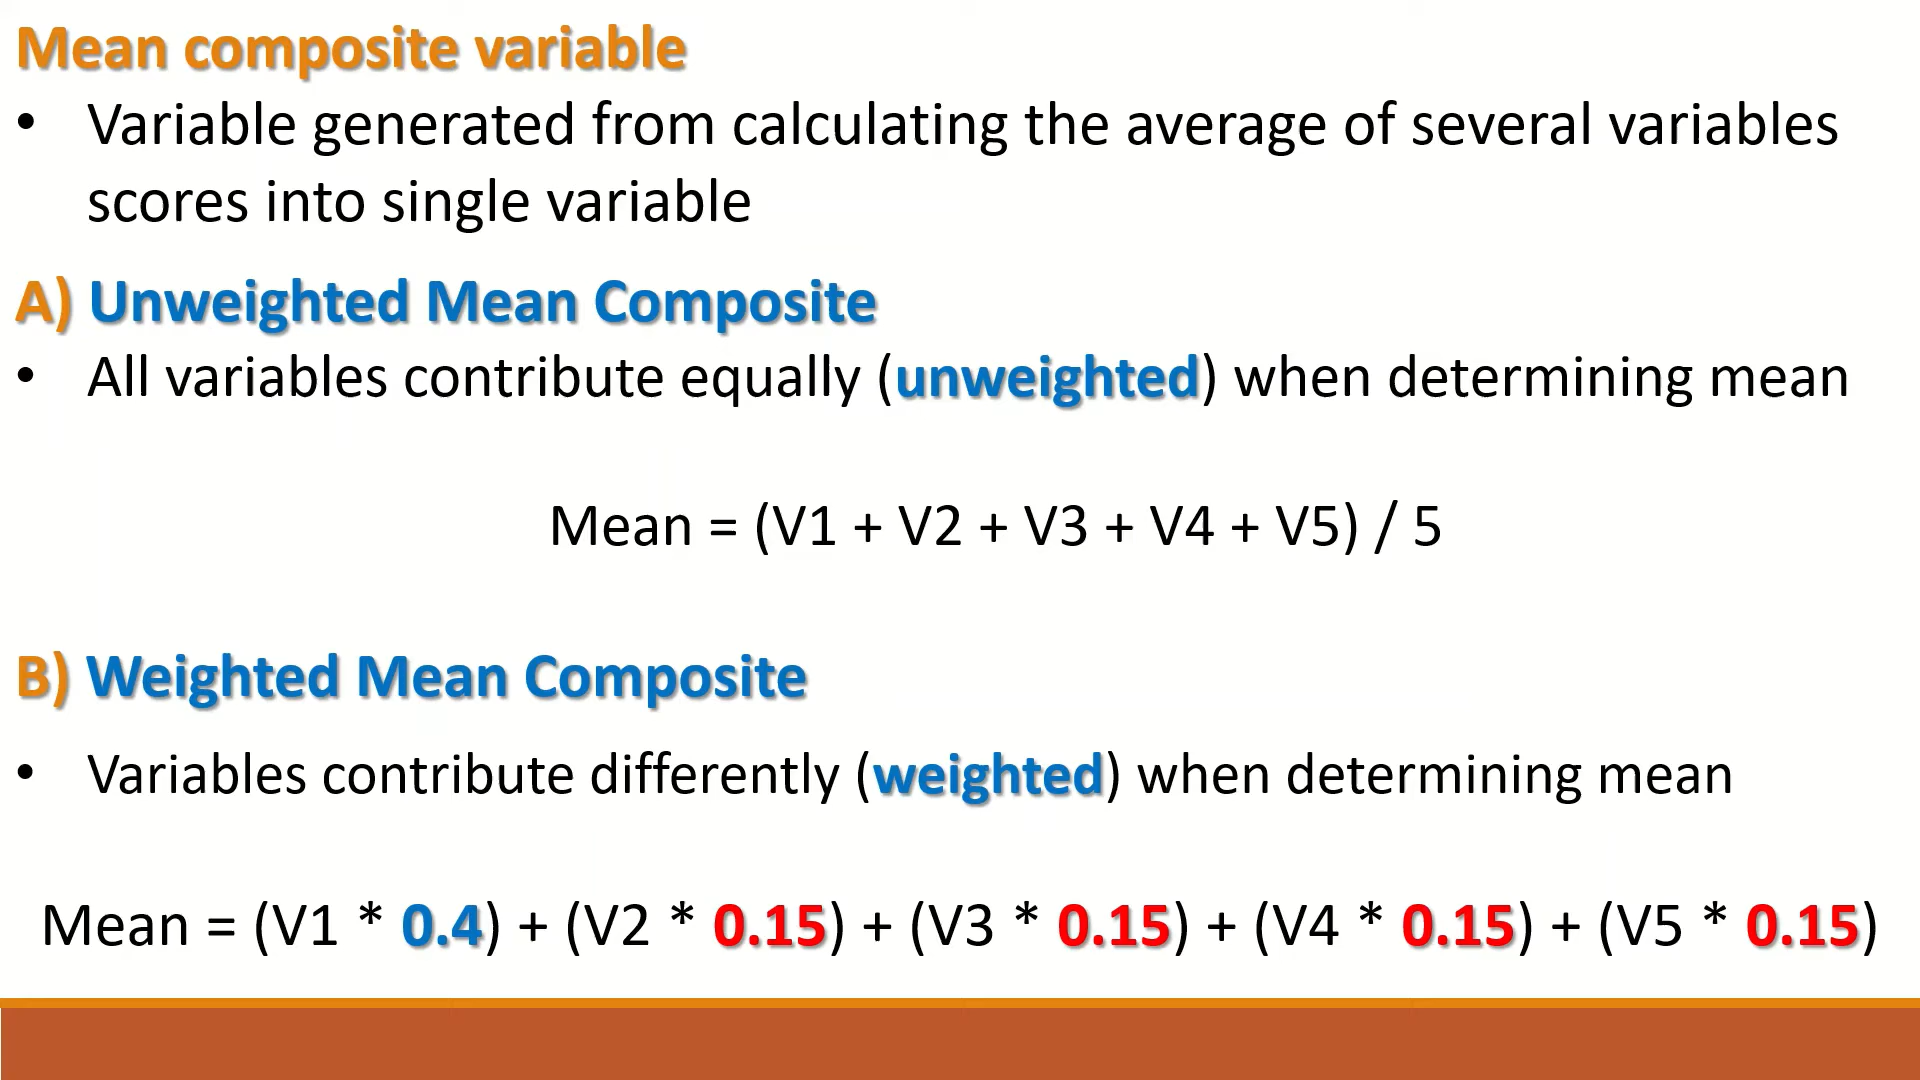 Mean composite variable
• Variable generated from calculating the average of several variables
scores into single variable
A) Unweighted Mean Composite
• All variables contribute equally (unweighted) when determining mean
Mean = (V1 + V2 + V3 + V4 + V5) / 5
B) Weighted Mean Composite
• Variables contribute differently (weighted) when determining mean
Mean = (V1 * 0.4) + (V2 * 0.15) + (V3 * 0.15) + (V4 * 0.15) + (V5 * 0.15)